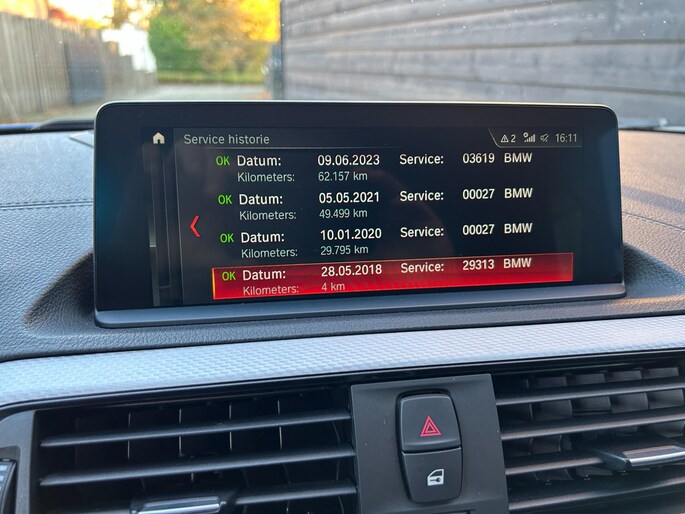 Service historie
2
16:11
OK Datum: 09.06.2023 Service: 03619 BMW
Kilometers: 62.157 km
OK Datum: 05.05.2021 Service: 00027 BMW
Kilometers: 49.499 km
OK Datum: 10.01.2020 Service: 00027 BMW
Kilometers: 29.795 km
OK Datum: 28.05.2018 Service: 29313 BMW
Kilometers: 4 km